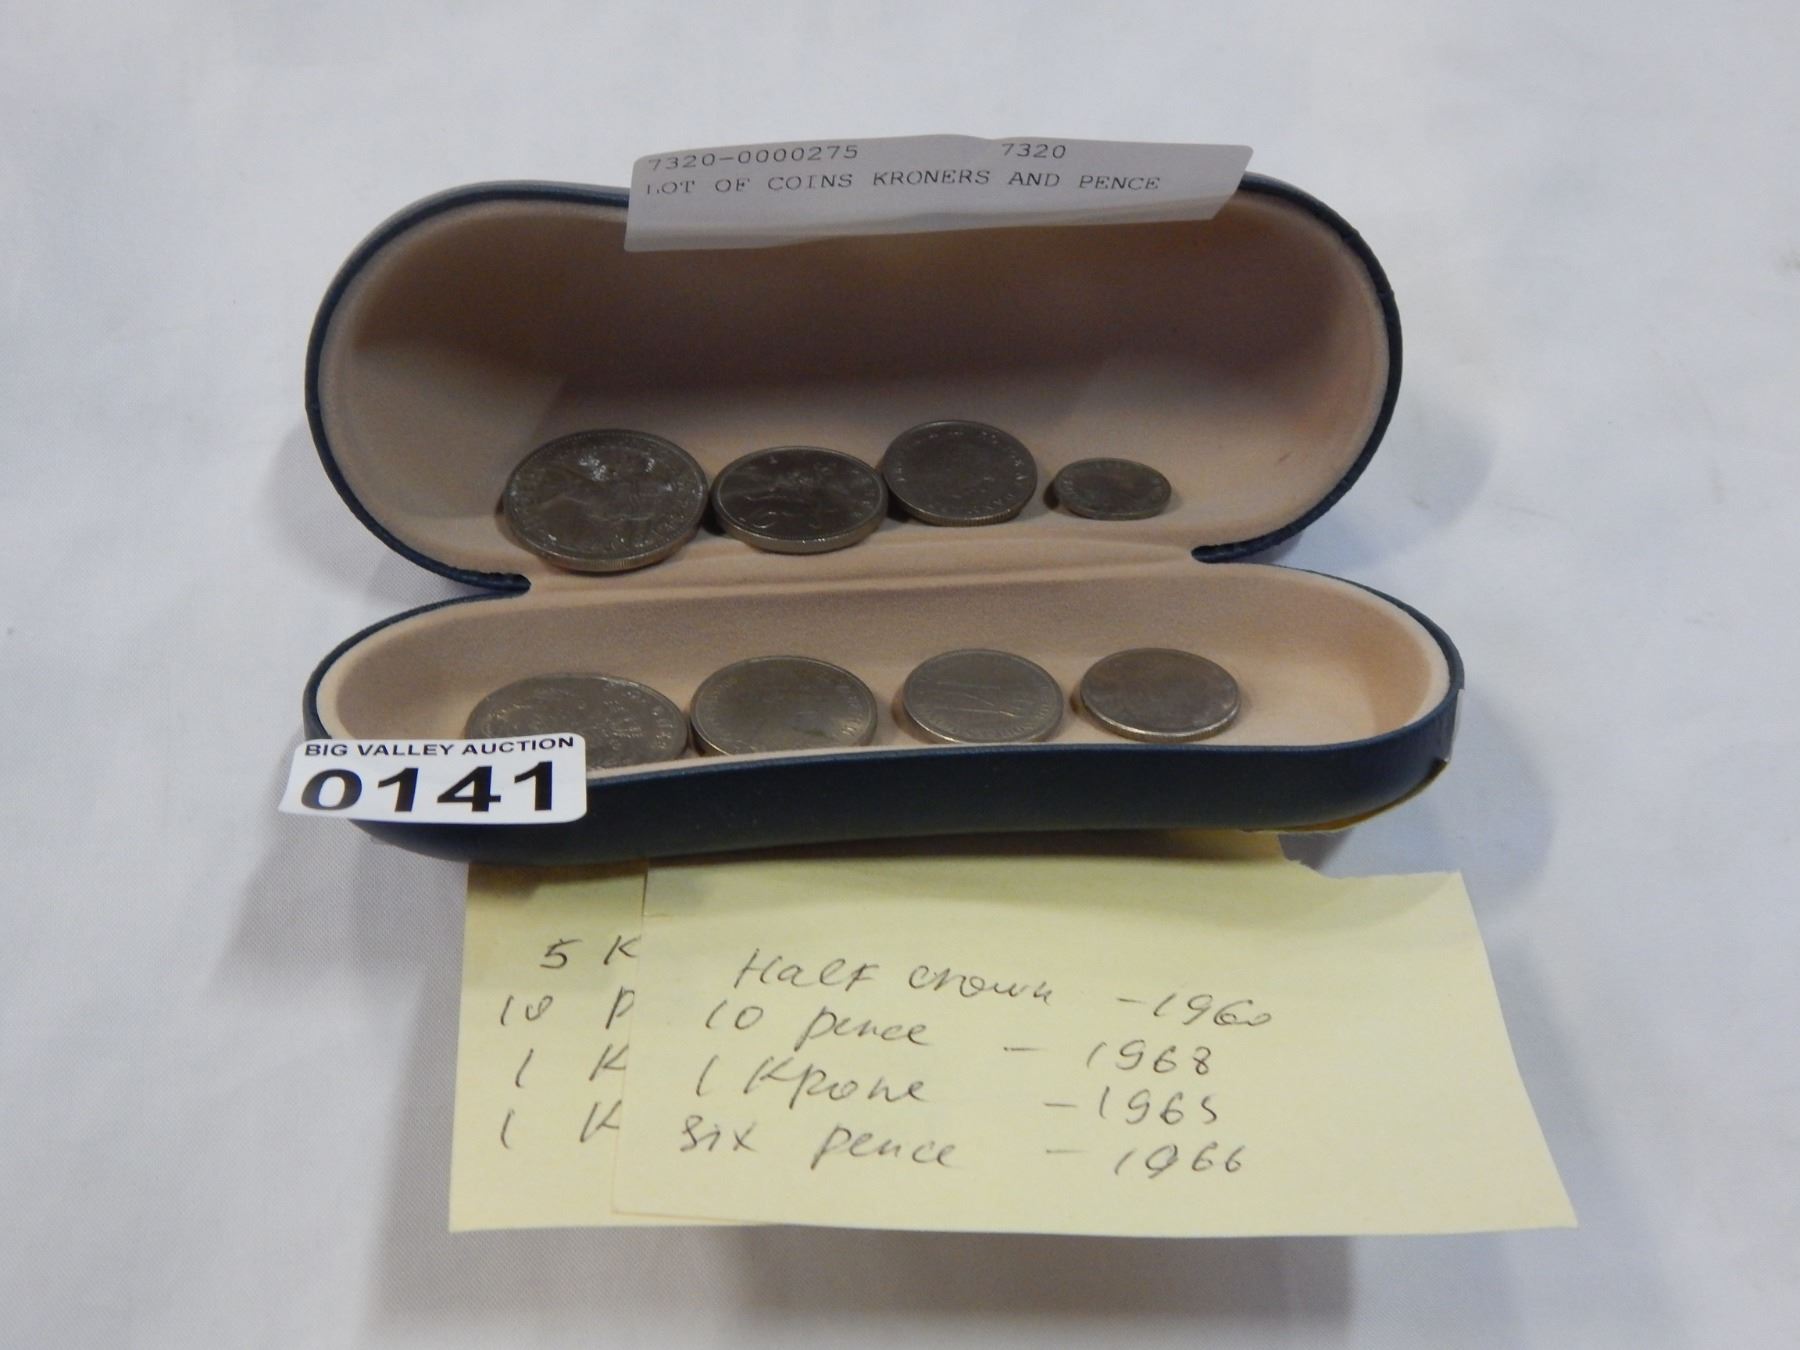 7320-0000275 7320
LOT OF COINS KRONERS AND PENCE
BIG VALLEY AUCTION
0141
5 K
10 P
1 K
1 K
Half crown - 1960
10 pence - 1968
1 Krone - 1965
Six pence - 1966